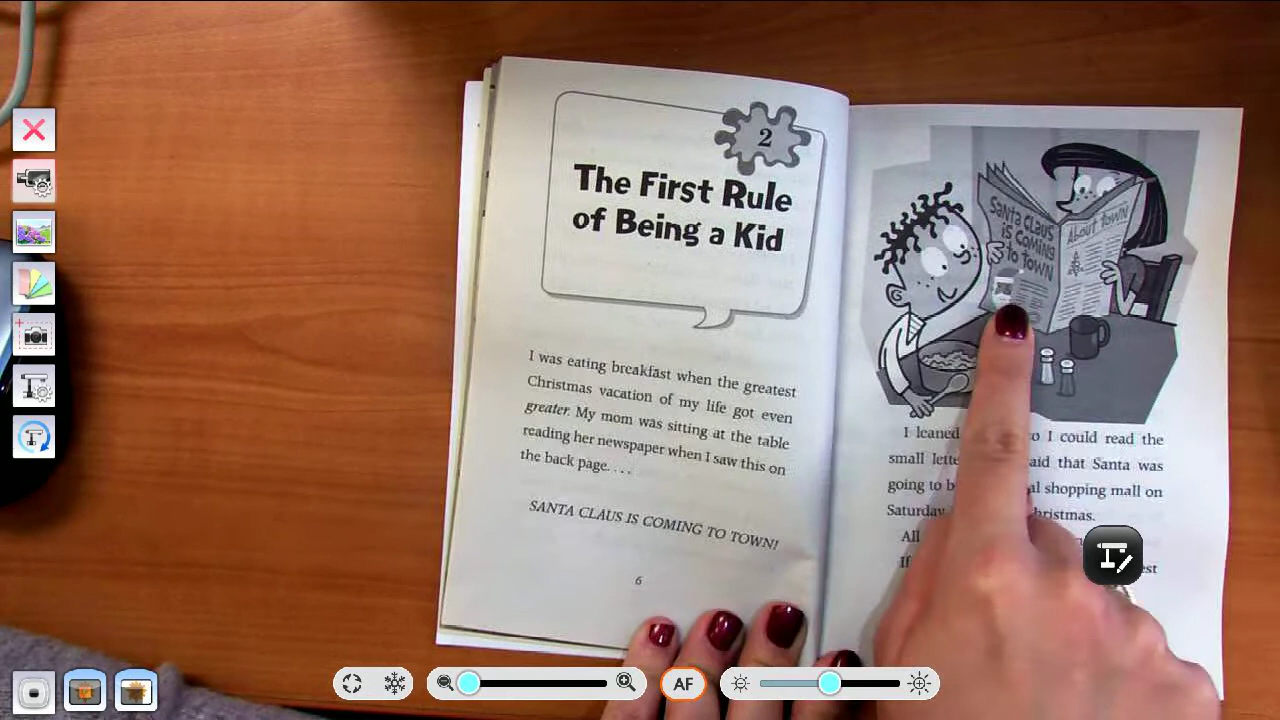 2
The First Rule
of Being a Kid
I was eating breakfast when the greatest
Christmas vacation of my life got even
greater. My mom was sitting at the table
reading her newspaper when I saw this on
the back page. . . .
SANTA CLAUS IS COMING TO TOWN!
6
Santa Claus
is Coming
to Town
About Town
I leaned o I could read the
small lette aid that Santa was
going to b al shopping mall on
Saturday hristmas.
All
If est
AF